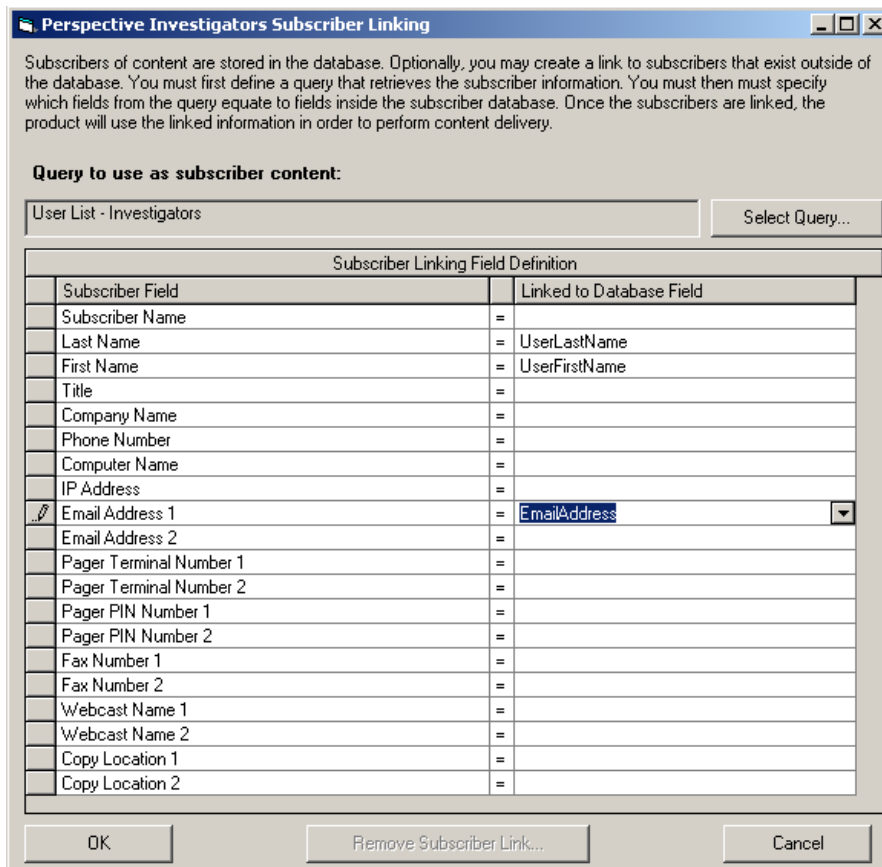 Perspective Investigators Subscriber Linking
Subscribers of content are stored in the database. Optionally, you may create a link to subscribers that exist outside of
the database. You must first define a query that retrieves the subscriber information. You must then must specify
which fields from the query equate to fields inside the subscriber database. Once the subscribers are linked, the
product will use the linked information in order to perform content delivery.
Query to use as subscriber content:
User List - Investigators Select Query...
Subscriber Linking Field Definition
Subscriber Field Linked to Database Field
Subscriber Name =
Last Name = UserLastName
First Name = UserFirstName
Title =
Company Name =
Phone Number =
Computer Name =
IP Address =
Email Address 1 = EmailAddress
Email Address 2 =
Pager Terminal Number 1 =
Pager Terminal Number 2 =
Pager PIN Number 1 =
Pager PIN Number 2 =
Fax Number 1 =
Fax Number 2 =
Webcast Name 1 =
Webcast Name 2 =
Copy Location 1 =
Copy Location 2 =
OK Remove Subscriber Link... Cancel